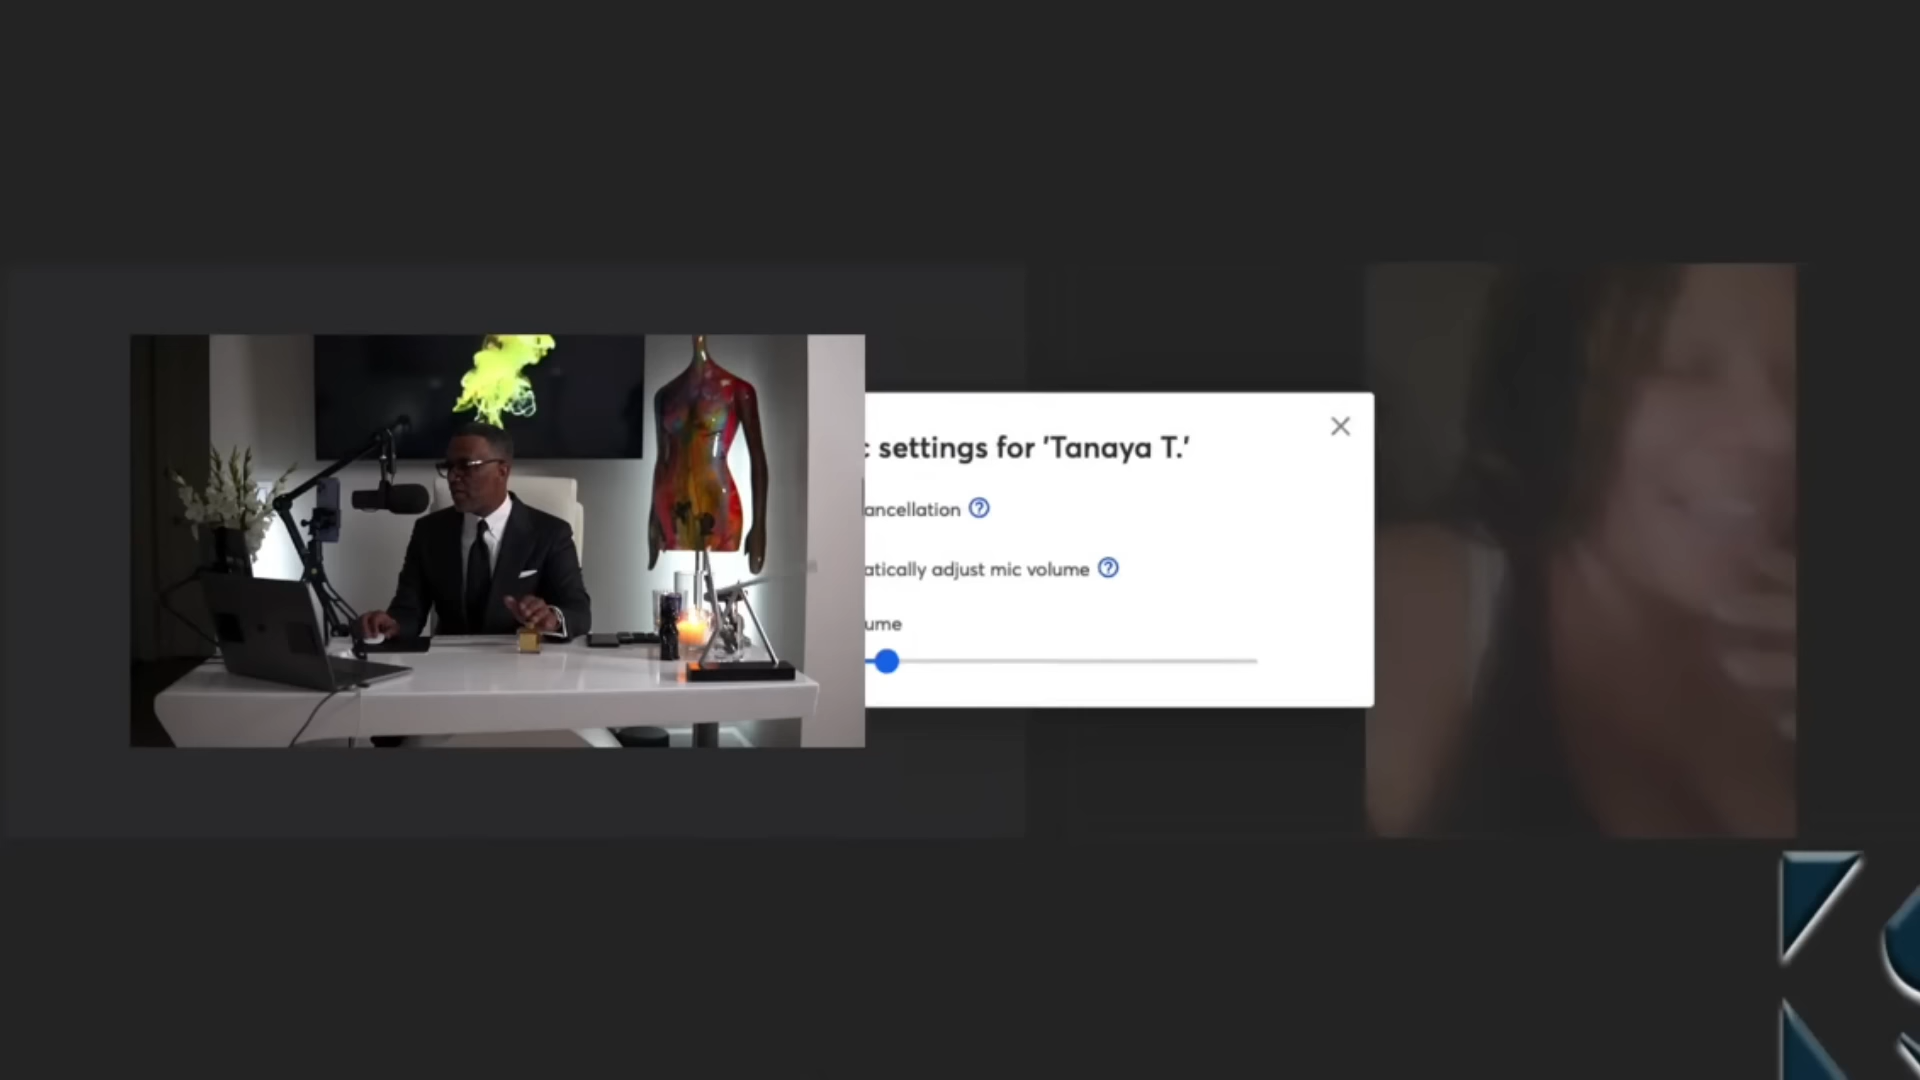 settings for 'Tanaya T.'
ancellation
atically adjust mic volume
ume